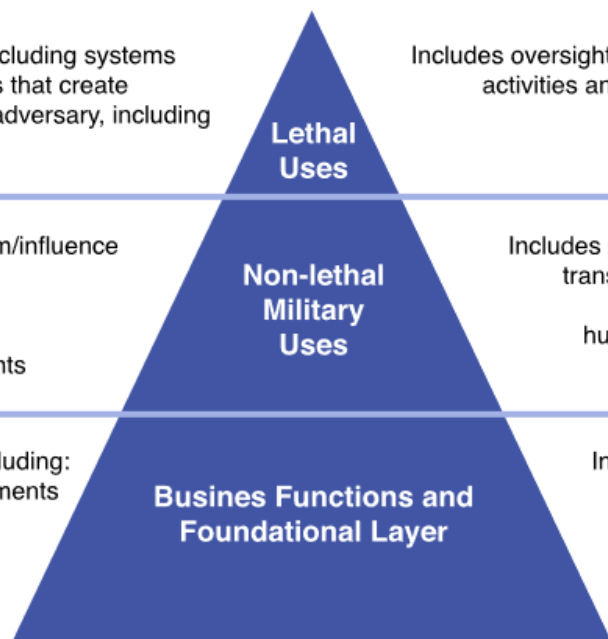 cluding systems
s that create
adversary, including
Includes oversight
activities an
Lethal
Uses
m/influence
nts
Non-lethal
Military
Uses
Includes
trans
hu
luding:
ments
Busines Functions and
Foundational Layer
In